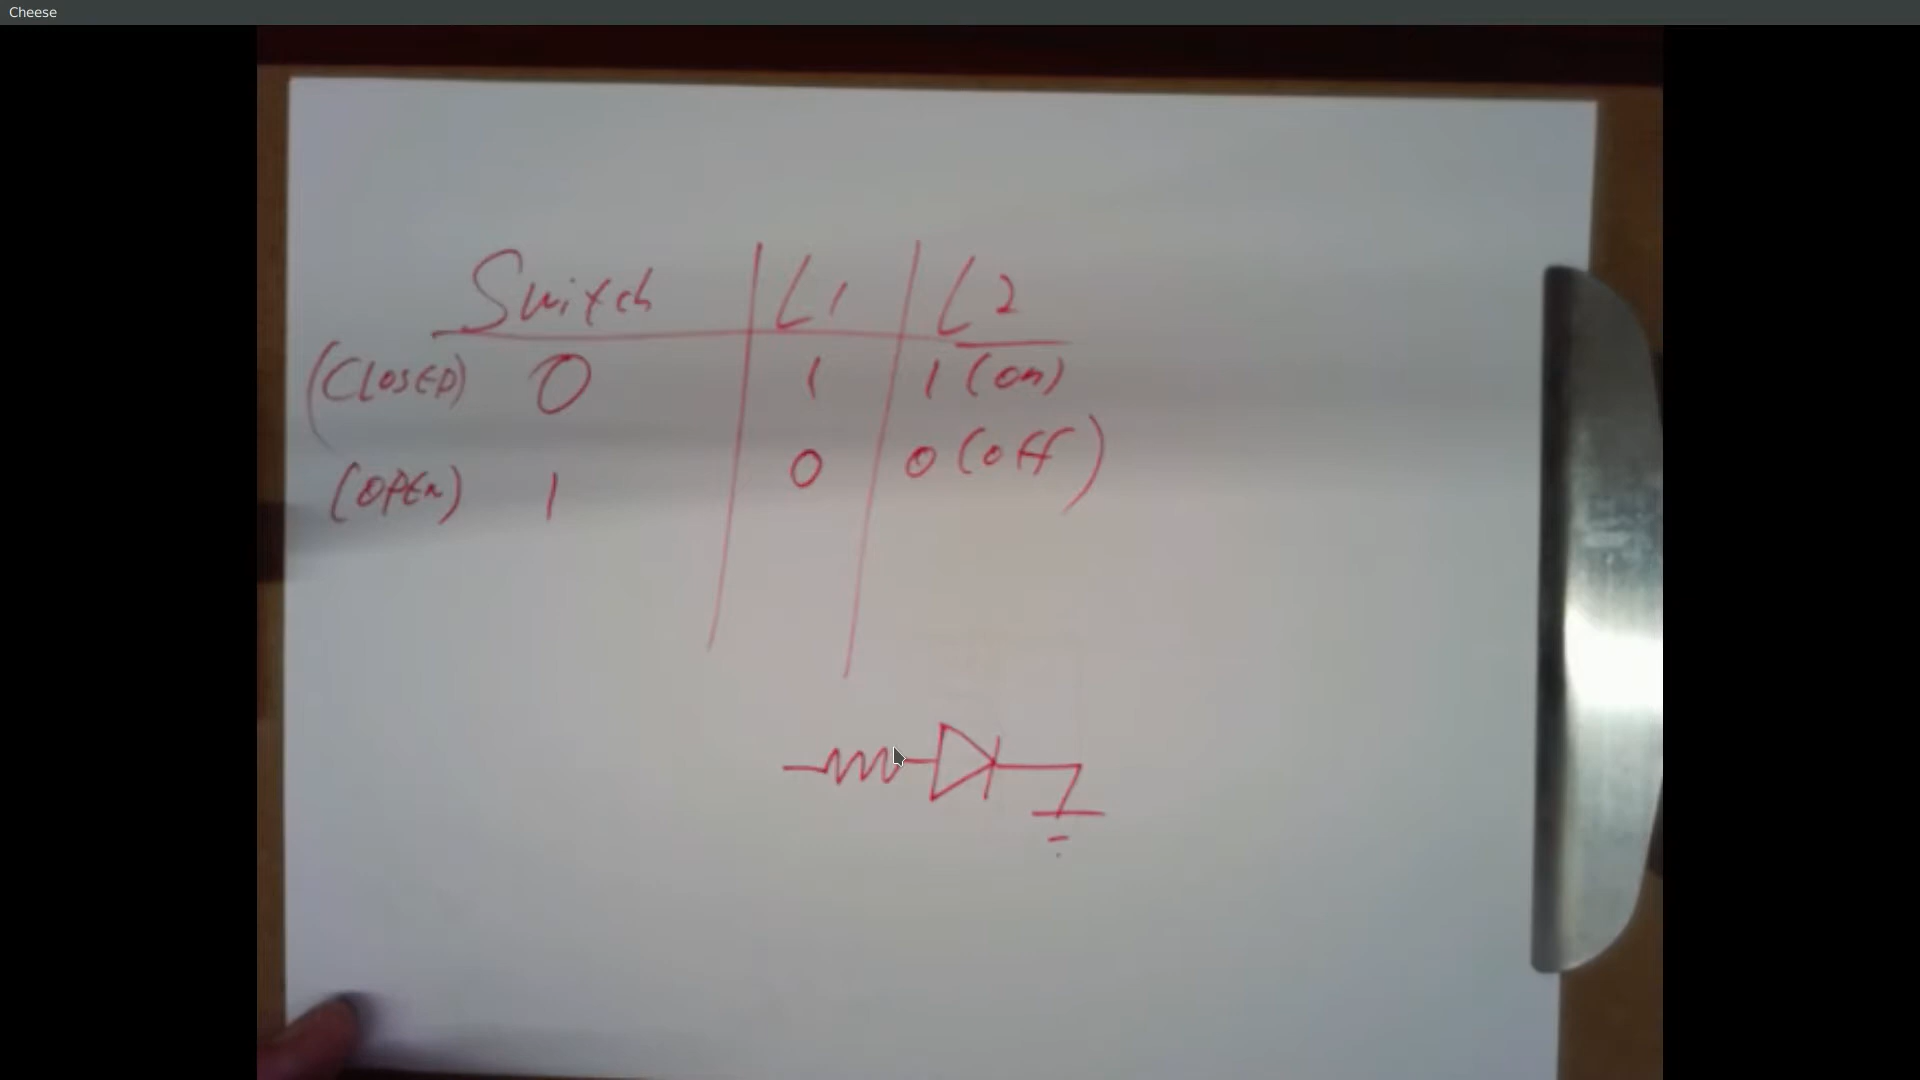 Cheese
Switch L1 L2
(CLOSED) 0 1 1 (on)
(OPEN) 1 0 0 (off)